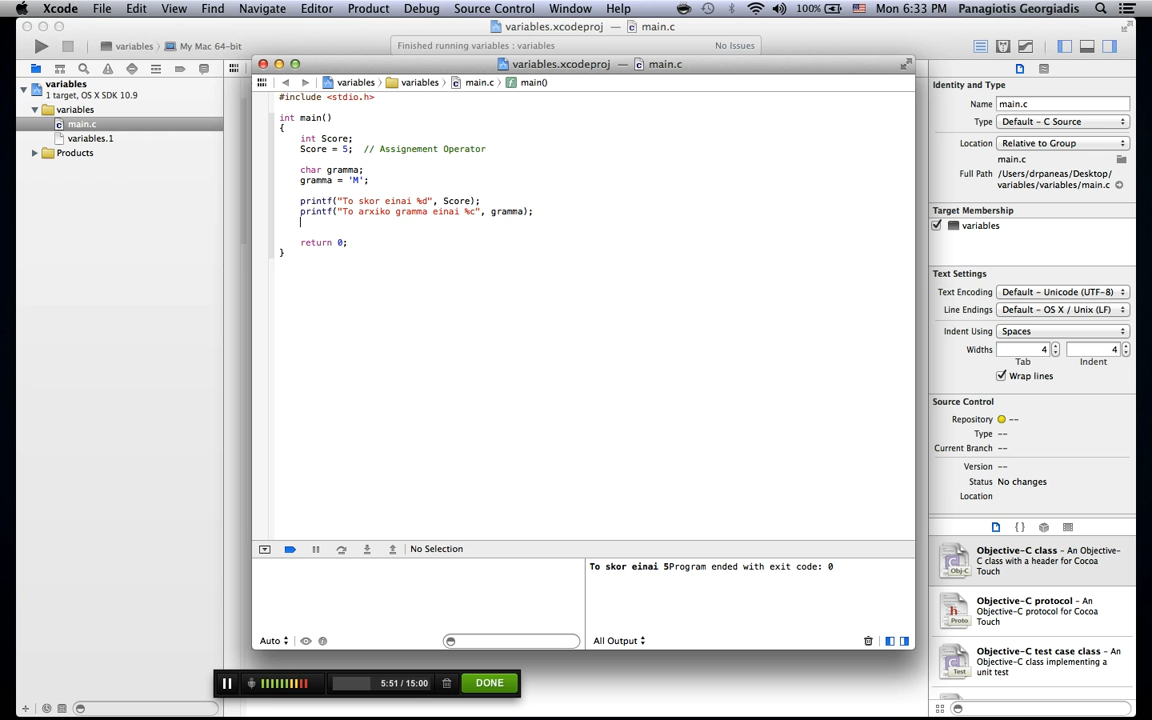 Xcode File Edit View Find Navigate Editor Product Debug Source Control Window Help 100% Mon 6:33 PM Panagiotis Georgiadis
variables.xcodeproj — main.c
variables 〉 My Mac 64-bit
Finished running variables : variables No Issues
variables.xcodeproj — main.c
variables 〉 variables 〉 main.c 〉 main()
variables
1 target, OS X SDK 10.9
variables
main.c
variables.1
Products
#include <stdio.h>
int main()
{
int Score;
Score = 5; // Assignement Operator
char gramma;
gramma = 'M';
printf("To skor einai %d", Score);
printf("To arxiko gramma einai %c", gramma);
return 0;
}
No Selection
To skor einai 5Program ended with exit code: 0
Auto
All Output
5:51 / 15:00 DONE
Identity and Type
Name main.c
Type Default - C Source
Location Relative to Group
main.c
Full Path /Users/drpaneas/Desktop/
variables/variables/main.c
Target Membership
variables
Text Settings
Text Encoding Default - Unicode (UTF-8)
Line Endings Default - OS X / Unix (LF)
Indent Using Spaces
Widths 4 4
Tab Indent
Wrap lines
Source Control
Repository --
Type --
Current Branch --
Version --
Status No changes
Location
{ }
Objective-C class - An Objective-
C class with a header for Cocoa
Touch
Obj-C
Objective-C protocol - An
Objective-C protocol for Cocoa
Touch
Proto
Objective-C test case class - An
Objective-C class implementing a
unit test
Test